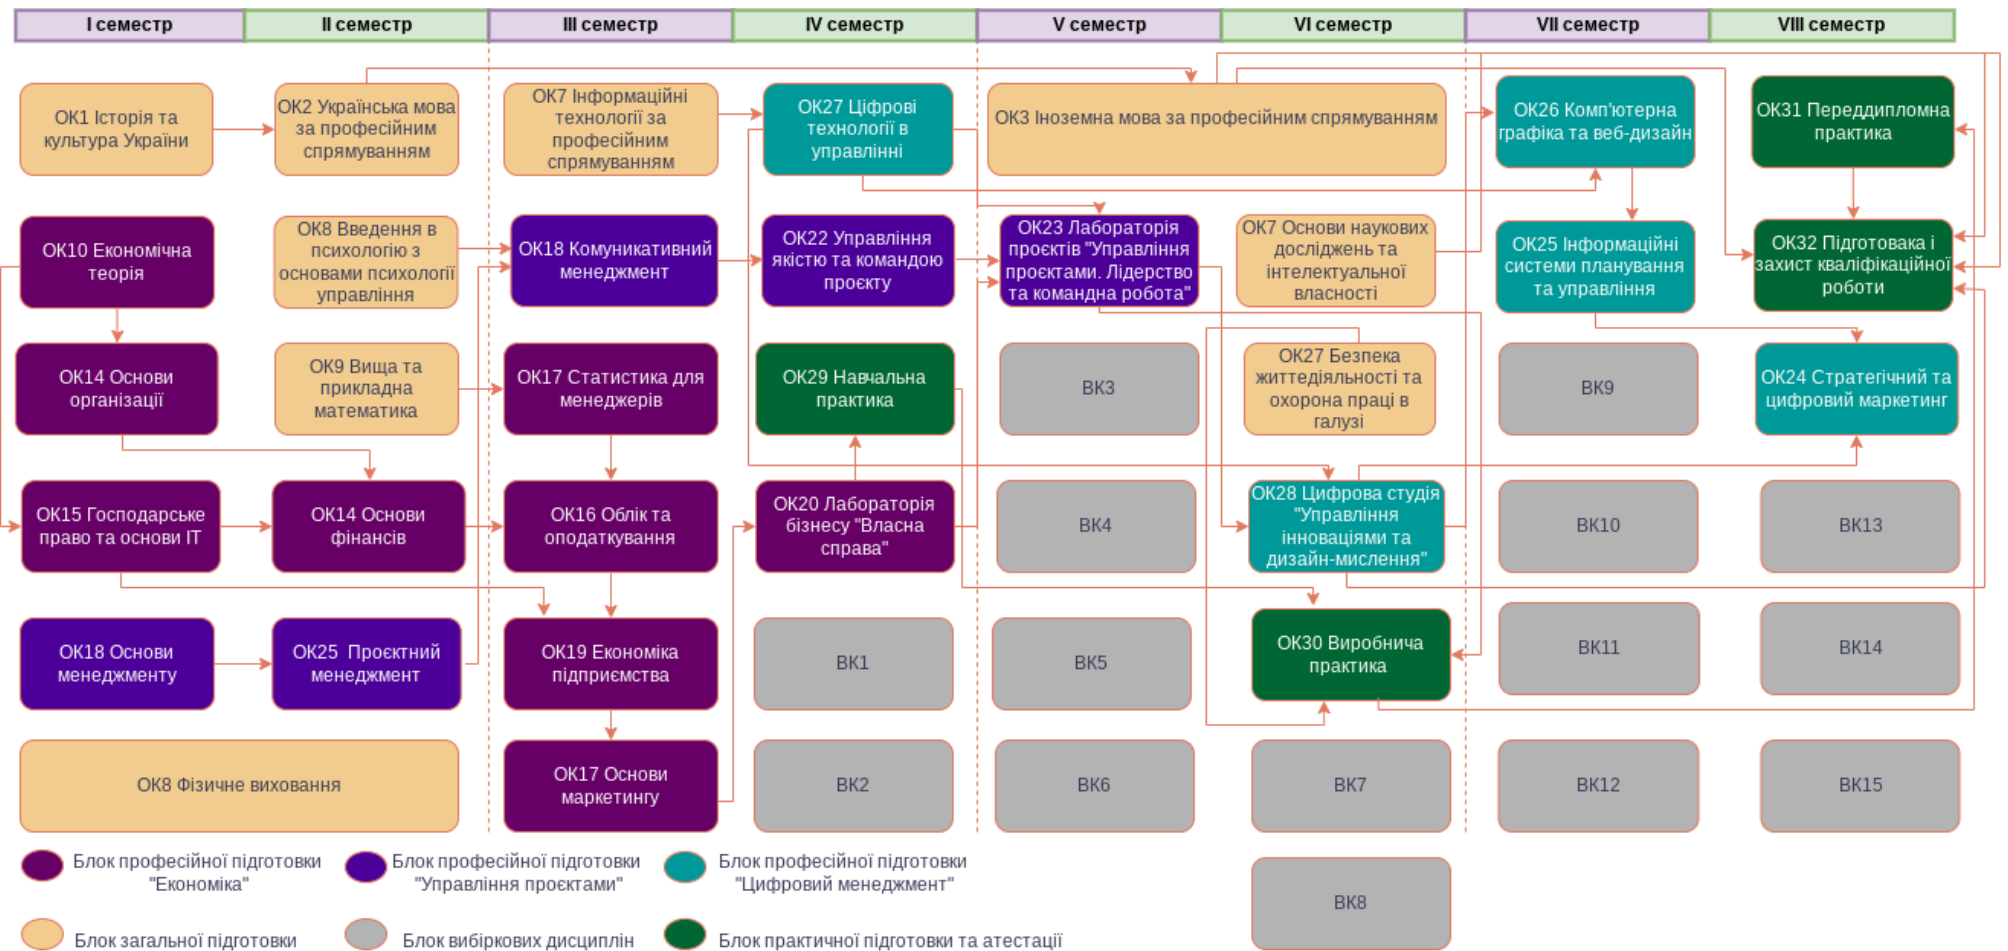 I семестр
II семестр
III семестр
IV семестр
V семестр
VI семестр
VII семестр
VIII семестр
ОК1 Історія та
культура України
ОК2 Українська мова
за професійним
спрямуванням
ОК7 Інформаційні
технології за
професійним
спрямуванням
ОК27 Ціфрові
технології в
управлінні
ОК3 Іноземна мова за професійним спрямуванням
ОК26 Комп'ютерна
графіка та веб-дизайн
ОК31 Переддипломна
практика
ОК10 Економічна
теорія
ОК8 Введення в
психологію з
основами психології
управління
ОК18 Комуникативний
менеджмент
ОК22 Управління
якістю та командою
проєкту
ОК23 Лабораторія
проєктів "Управління
проєктами. Лідерство
та командна робота"
ОК7 Основи наукових
досліджень та
інтелектуальної
власності
ОК25 Інформаційні
системи планування
та управління
ОК32 Підготовака і
захист кваліфікаційної
роботи
ОК14 Основи
організації
ОК9 Вища та
прикладна
математика
ОК17 Статистика для
менеджерів
ОК29 Навчальна
практика
ВК3
ОК27 Безпека
життедіяльності та
охорона праці в
галузі
ВК9
ОК24 Стратегічний та
цифровий маркетинг
ОК15 Господарське
право та основи ІТ
ОК14 Основи
фінансів
ОК16 Облік та
оподаткування
ОК20 Лабораторія
бізнесу "Власна
справа"
ВК4
ОК28 Цифрова студія
"Управління
інноваціями та
дизайн-мислення"
ВК10
ВК13
ОК18 Основи
менеджменту
ОК25 Проєктний
менеджмент
ОК19 Економіка
підприємства
ВК1
ВК5
ОК30 Виробнича
практика
ВК11
ВК14
ОК8 Фізичне виховання
ОК17 Основи
маркетингу
ВК2
ВК6
ВК7
ВК12
ВК15
ВК8
Блок професійної підготовки
"Економіка"
Блок професійної підготовки
"Управління проєктами"
Блок професійної підготовки
"Цифровий менеджмент"
Блок загальної підготовки
Блок вибіркових дисциплін
Блок практичної підготовки та атестації